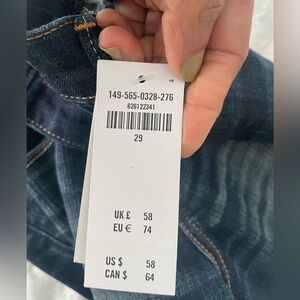 149-565-0328-276
626122341
29
UK £ 58
EU € 74
US $ 58
CAN $ 64